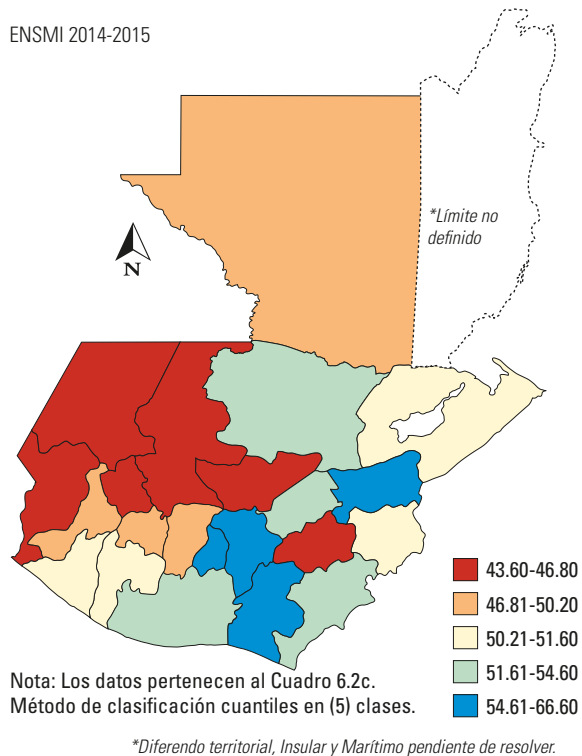 ENSMI 2014-2015
*Límite no
definido
N
43.60-46.80
46.81-50.20
50.21-51.60
51.61-54.60
54.61-66.60
Nota: Los datos pertenecen al Cuadro 6.2c.
Método de clasificación cuantiles en (5) clases.
*Diferendo territorial, Insular y Marítimo pendiente de resolver.